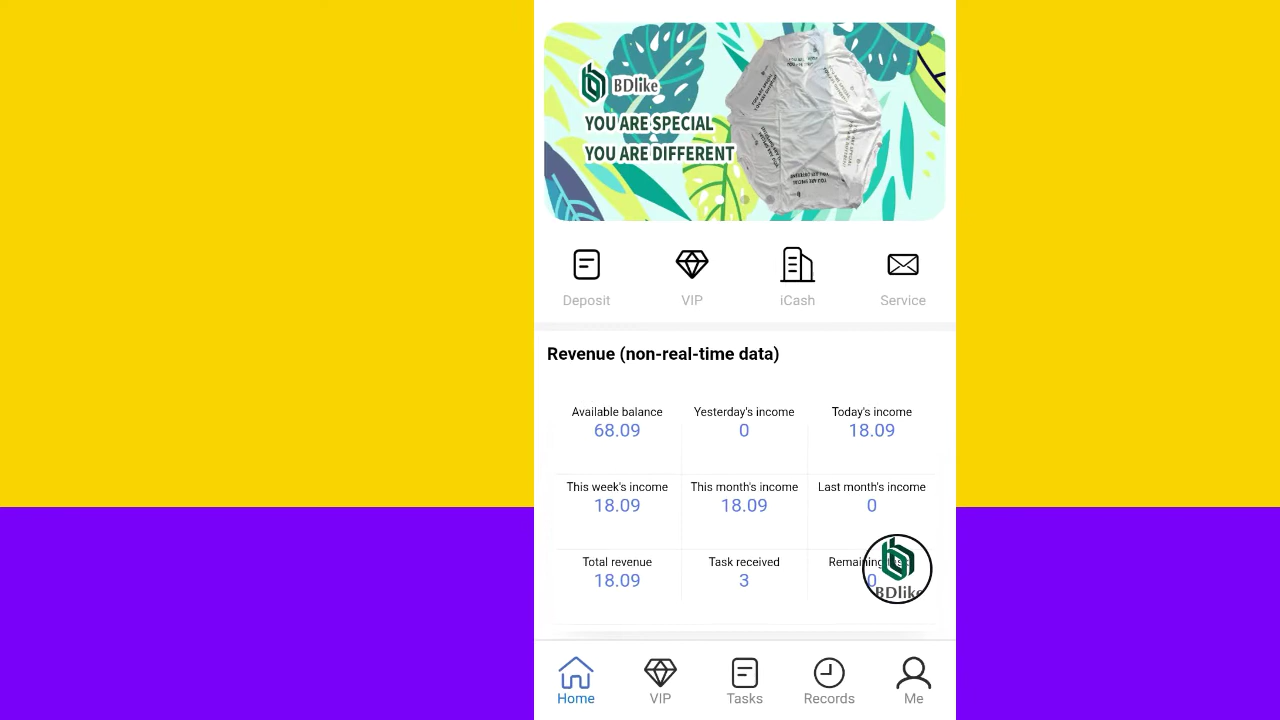 BDlike
YOU ARE SPECIAL
YOU ARE DIFFERENT
Deposit
VIP
iCash
Service
Revenue (non-real-time data)
Available balance
Yesterday's income
Today's income
68.09
0
18.09
This week's income
This month's income
Last month's income
18.09
18.09
0
Total revenue
Task received
Remaining
18.09
3
0
BDlike
Home
VIP
Tasks
Records
Me